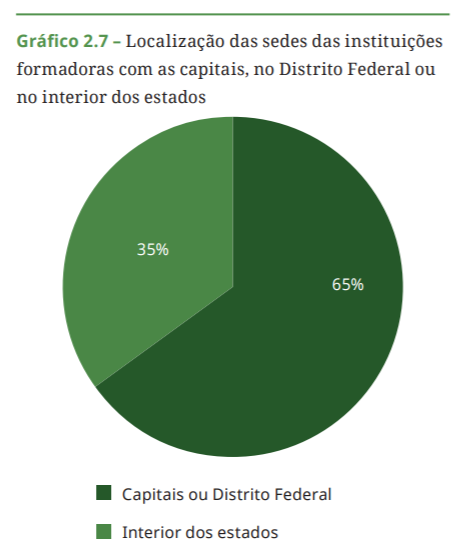 Gráfico 2.7 – Localização das sedes das instituições
formadoras com as capitais, no Distrito Federal ou
no interior dos estados
35%
65%
Capitais ou Distrito Federal
Interior dos estados